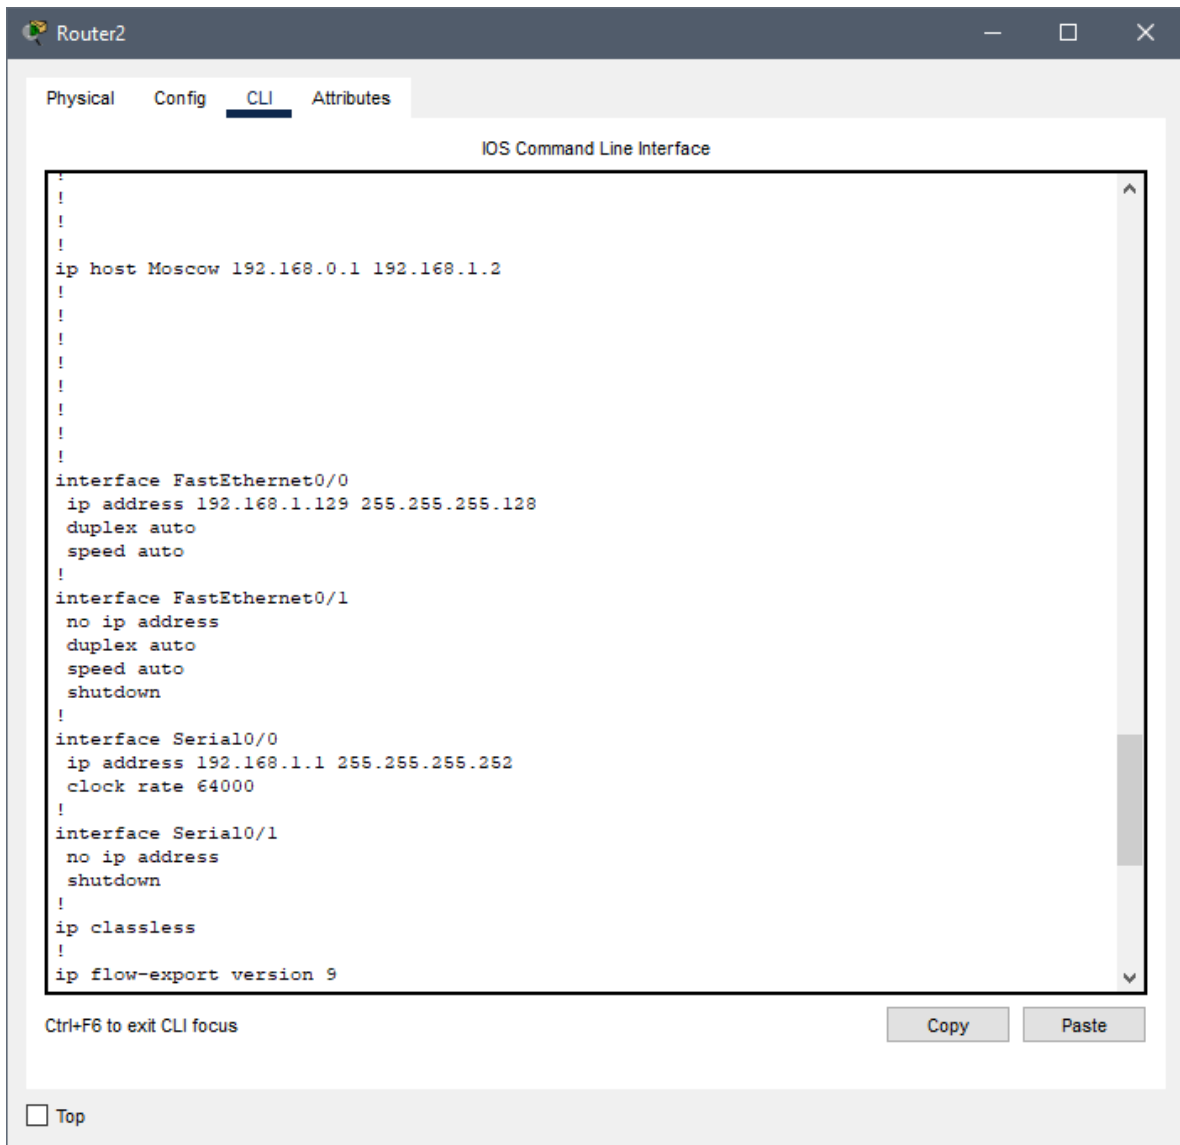 Router2
Physical Config CLI Attributes
IOS Command Line Interface
!
!
!
!
ip host Moscow 192.168.0.1 192.168.1.2
!
!
!
!
!
!
!
!
interface FastEthernet0/0
 ip address 192.168.1.129 255.255.255.128
 duplex auto
 speed auto
!
interface FastEthernet0/1
 no ip address
 duplex auto
 speed auto
 shutdown
!
interface Serial0/0
 ip address 192.168.1.1 255.255.255.252
 clock rate 64000
!
interface Serial0/1
 no ip address
 shutdown
!
ip classless
!
ip flow-export version 9
Ctrl+F6 to exit CLI focus
Copy Paste
Top